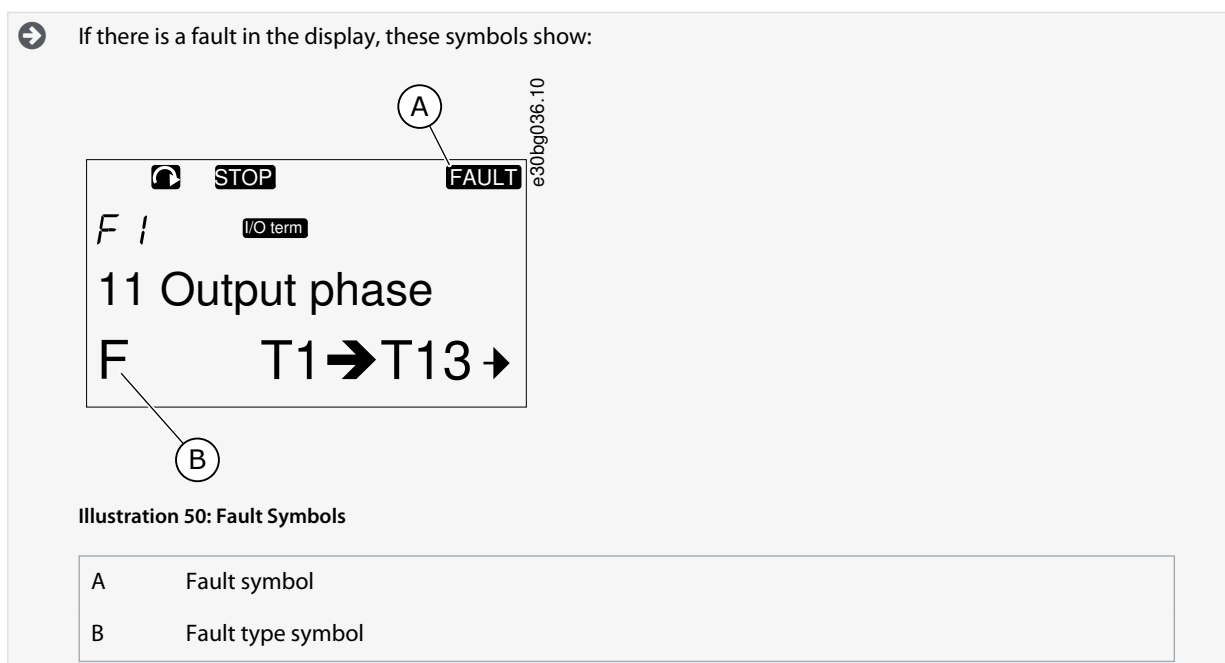 If there is a fault in the display, these symbols show:
A
e30bg036.10
STOP FAULT
F 1 I/O term
11 Output phase
F T1➔T13➔
B
Illustration 50: Fault Symbols
A Fault symbol
B Fault type symbol